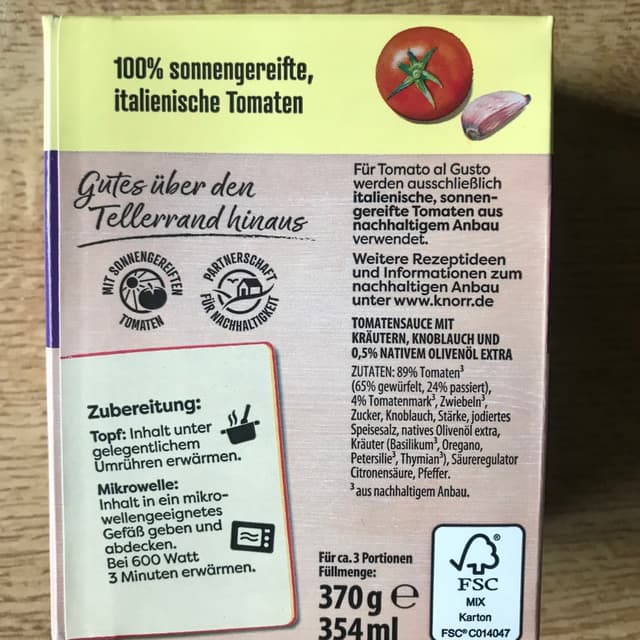 100% sonnengereifte,
italienische Tomaten
Gutes über den
Tellerrand hinaus
MIT SONNENGEREIFTEN
TOMATEN
PARTNERSCHAFT
FÜR NACHHALTIGKEIT
Für Tomato al Gusto
werden ausschließlich
italienische, sonnen-
gereifte Tomaten aus
nachhaltigem Anbau
verwendet.
Weitere Rezeptideen
und Informationen zum
nachhaltigen Anbau
unter www.knorr.de
TOMATENSAUCE MIT
KRÄUTERN, KNOBLAUCH UND
0,5% NATIVEM OLIVENÖL EXTRA
ZUTATEN: 89% Tomaten³
(65% gewürfelt, 24% passiert),
4% Tomatenmark³, Zwiebeln³,
Zucker, Knoblauch, Stärke, jodiertes
Speisesalz, natives Olivenöl extra,
Kräuter (Basilikum³, Oregano,
Petersilie³, Thymian³), Säureregulator
Citronensäure, Pfeffer.
³ aus nachhaltigem Anbau.
Zubereitung:
Topf: Inhalt unter
gelegentlichem
Umrühren erwärmen.
Mikrowelle:
Inhalt in ein mikro-
wellengeeignetes
Gefäß geben und
abdecken.
Bei 600 Watt
3 Minuten erwärmen.
Für ca. 3 Portionen
Füllmenge:
370 g ℮
354 ml
FSC
MIX
Karton
FSC® C014047